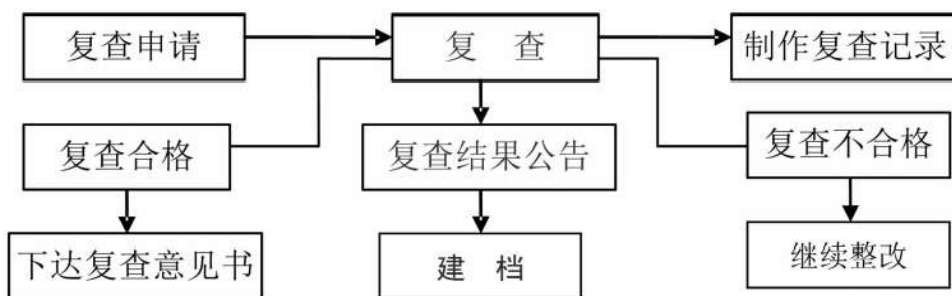 复查申请
复 查
制作复查记录
复查合格
复查结果公告
复查不合格
下达复查意见书
建 档
继续整改